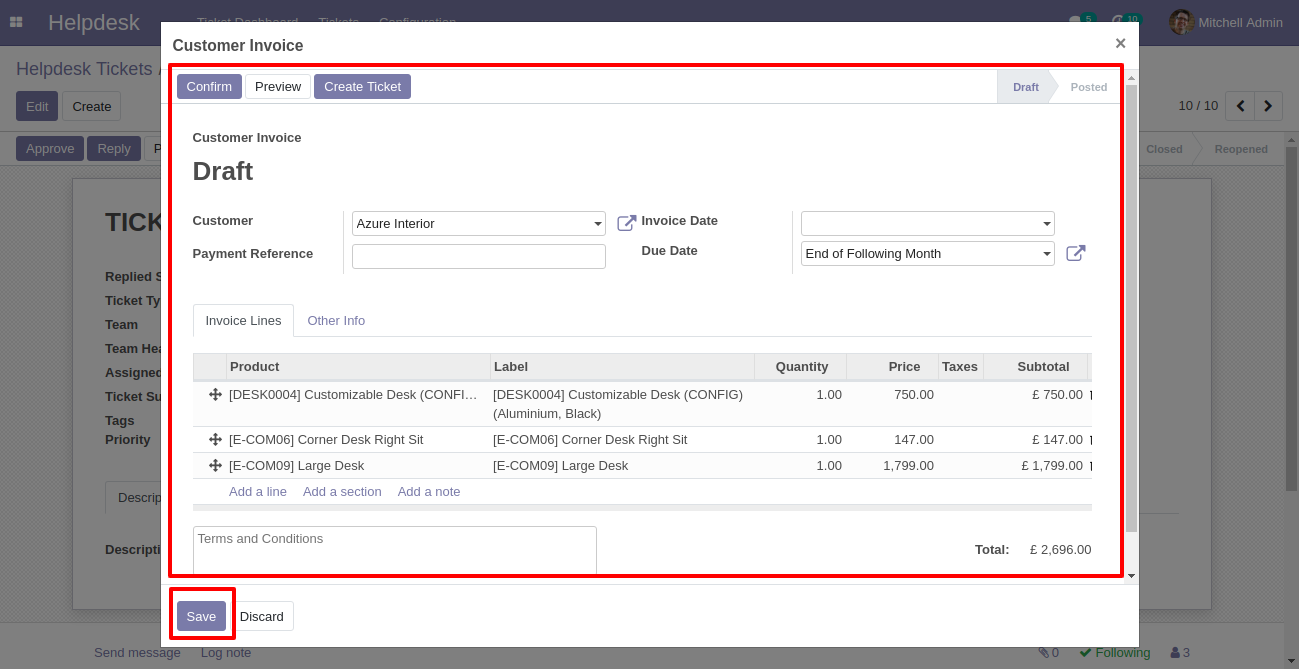 Helpdesk Ticket Dashboard Tickets Configuration 5 10 Mitchell Admin
Customer Invoice ×
Helpdesk Tickets /
Confirm Preview Create Ticket Draft Posted
Edit Create 10 / 10
Approve Reply P Closed Reopened
Customer Invoice
Draft
TICK
Customer Azure Interior Invoice Date
Payment Reference Due Date End of Following Month
Replied S
Ticket Ty
Team
Team Hea
Assigned
Ticket Su
Tags
Priority
Invoice Lines Other Info
Product Label Quantity Price Taxes Subtotal
[DESK0004] Customizable Desk (CONFI... [DESK0004] Customizable Desk (CONFIG) 1.00 750.00 £ 750.00
(Aluminium, Black)
[E-COM06] Corner Desk Right Sit [E-COM06] Corner Desk Right Sit 1.00 147.00 £ 147.00
[E-COM09] Large Desk [E-COM09] Large Desk 1.00 1,799.00 £ 1,799.00
Add a line Add a section Add a note
Descrip
Terms and Conditions
Descripti
Total: £ 2,696.00
Save Discard
Send message Log note 0 Following 3